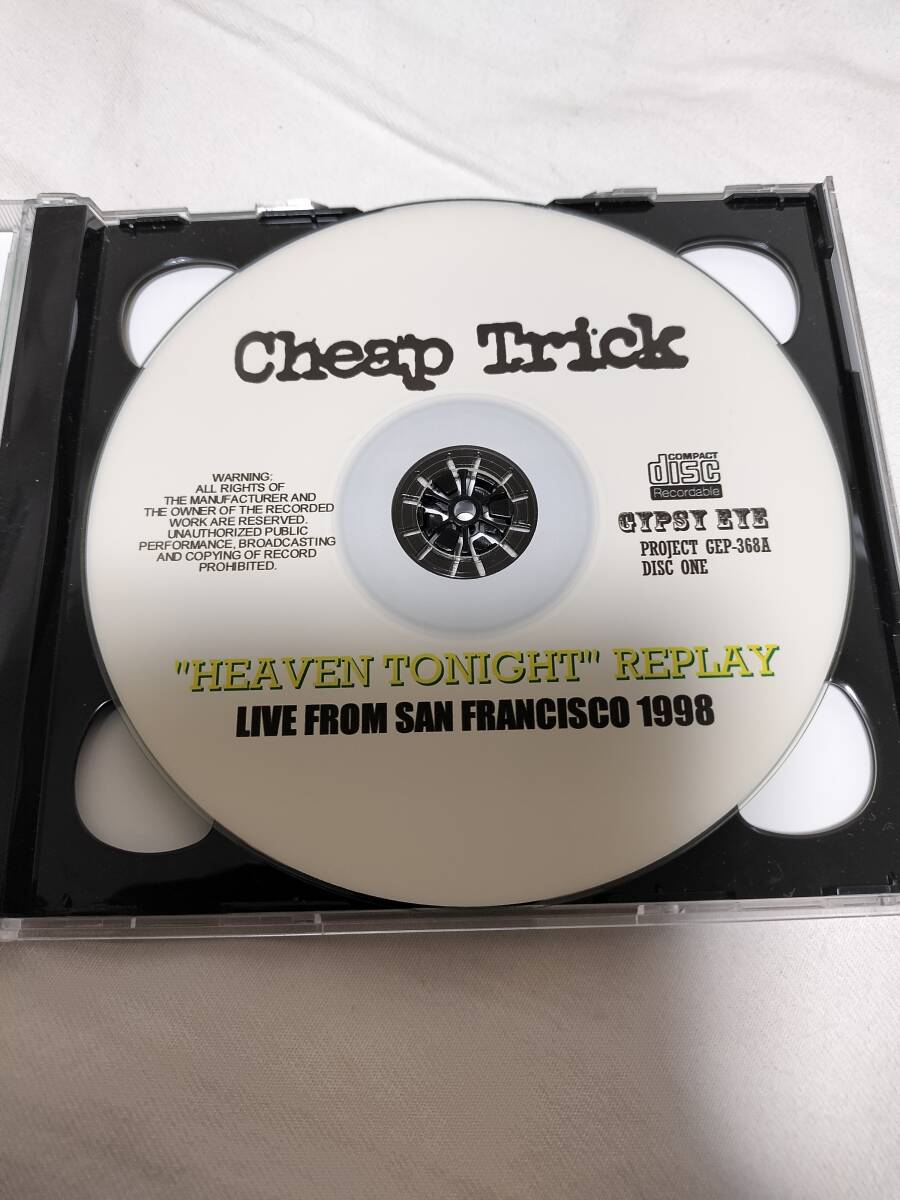 Cheap Trick
WARNING:
ALL RIGHTS OF
THE MANUFACTURER AND
THE OWNER OF THE RECORDED
WORK ARE RESERVED.
UNAUTHORIZED PUBLIC
PERFORMANCE, BROADCASTING
AND COPYING OF RECORD
PROHIBITED.
COMPACT
disc
Recordable
GYPSY EYE
PROJECT GEP-368A
DISC ONE
"HEAVEN TONIGHT" REPLAY
LIVE FROM SAN FRANCISCO 1998